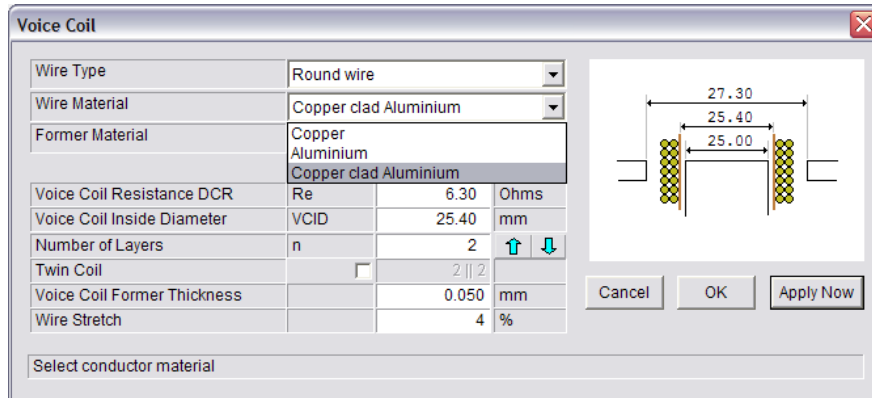 Voice Coil
Wire Type Round wire
Wire Material Copper clad Aluminium
Former Material Copper
Aluminium
Copper clad Aluminium
Voice Coil Resistance DCR Re 6.30 Ohms
Voice Coil Inside Diameter VCID 25.40 mm
Number of Layers n 2
Twin Coil 2 || 2
Voice Coil Former Thickness 0.050 mm
Wire Stretch 4 %
27.30
25.40
25.00
Cancel OK Apply Now
Select conductor material